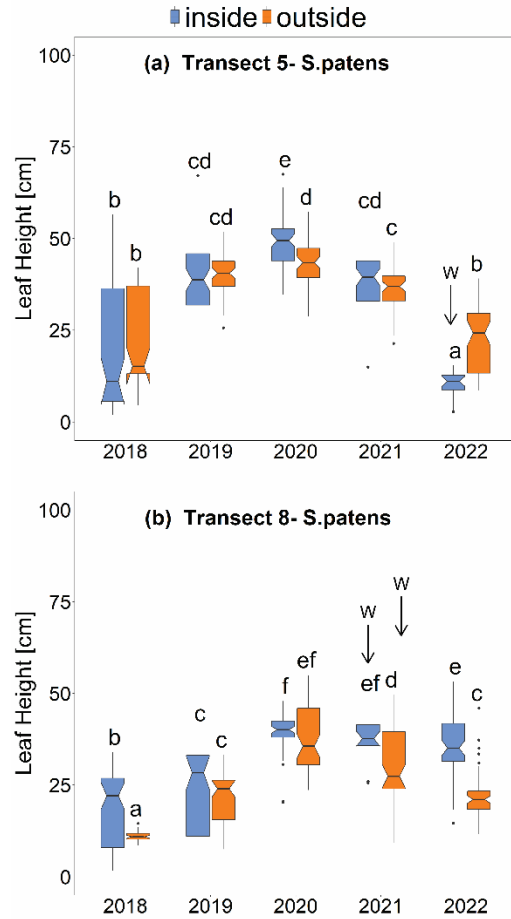 inside outside
(a) Transect 5- S.patens
Leaf Height [cm]
100
75
50
25
0
b b cd cd e d cd c w a b
2018 2019 2020 2021 2022
(b) Transect 8- S.patens
Leaf Height [cm]
100
75
50
25
0
b a c c f ef w ef w d e c
2018 2019 2020 2021 2022